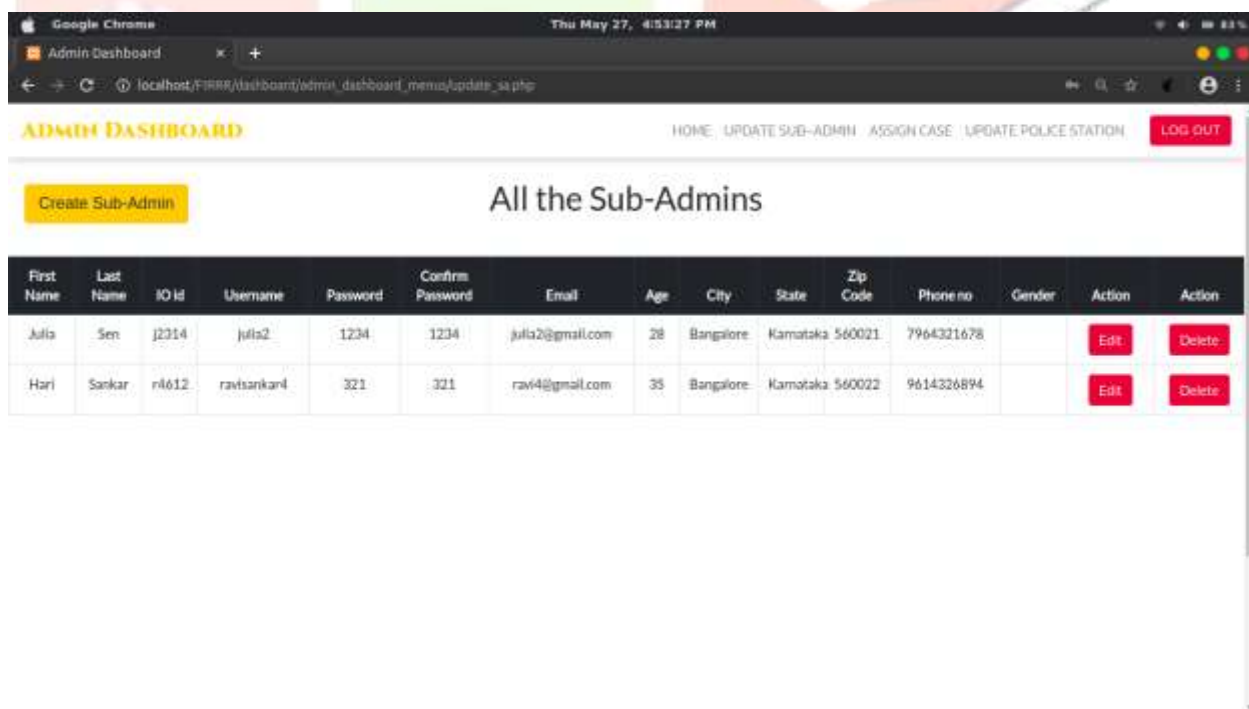 Google Chrome Thu May 27, 4:53:27 PM 83%
Admin Dashboard × +
localhost/FIRRR/dashboard/admin_dashboard_menus/update_sa.php
ADMIN DASHBOARD HOME UPDATE SUB-ADMIN ASSIGN CASE UPDATE POLICE STATION LOG OUT
Create Sub-Admin All the Sub-Admins
First Name Last Name IO id Username Password Confirm Password Email Age City State Zip Code Phone no Gender Action Action
Julia Sen j2314 julia2 1234 1234 julia2@gmail.com 28 Bangalore Karnataka 560021 7964321678 Edit Delete
Hari Sankar r4612 ravisankar4 321 321 ravi4@gmail.com 35 Bangalore Karnataka 560022 9614326894 Edit Delete